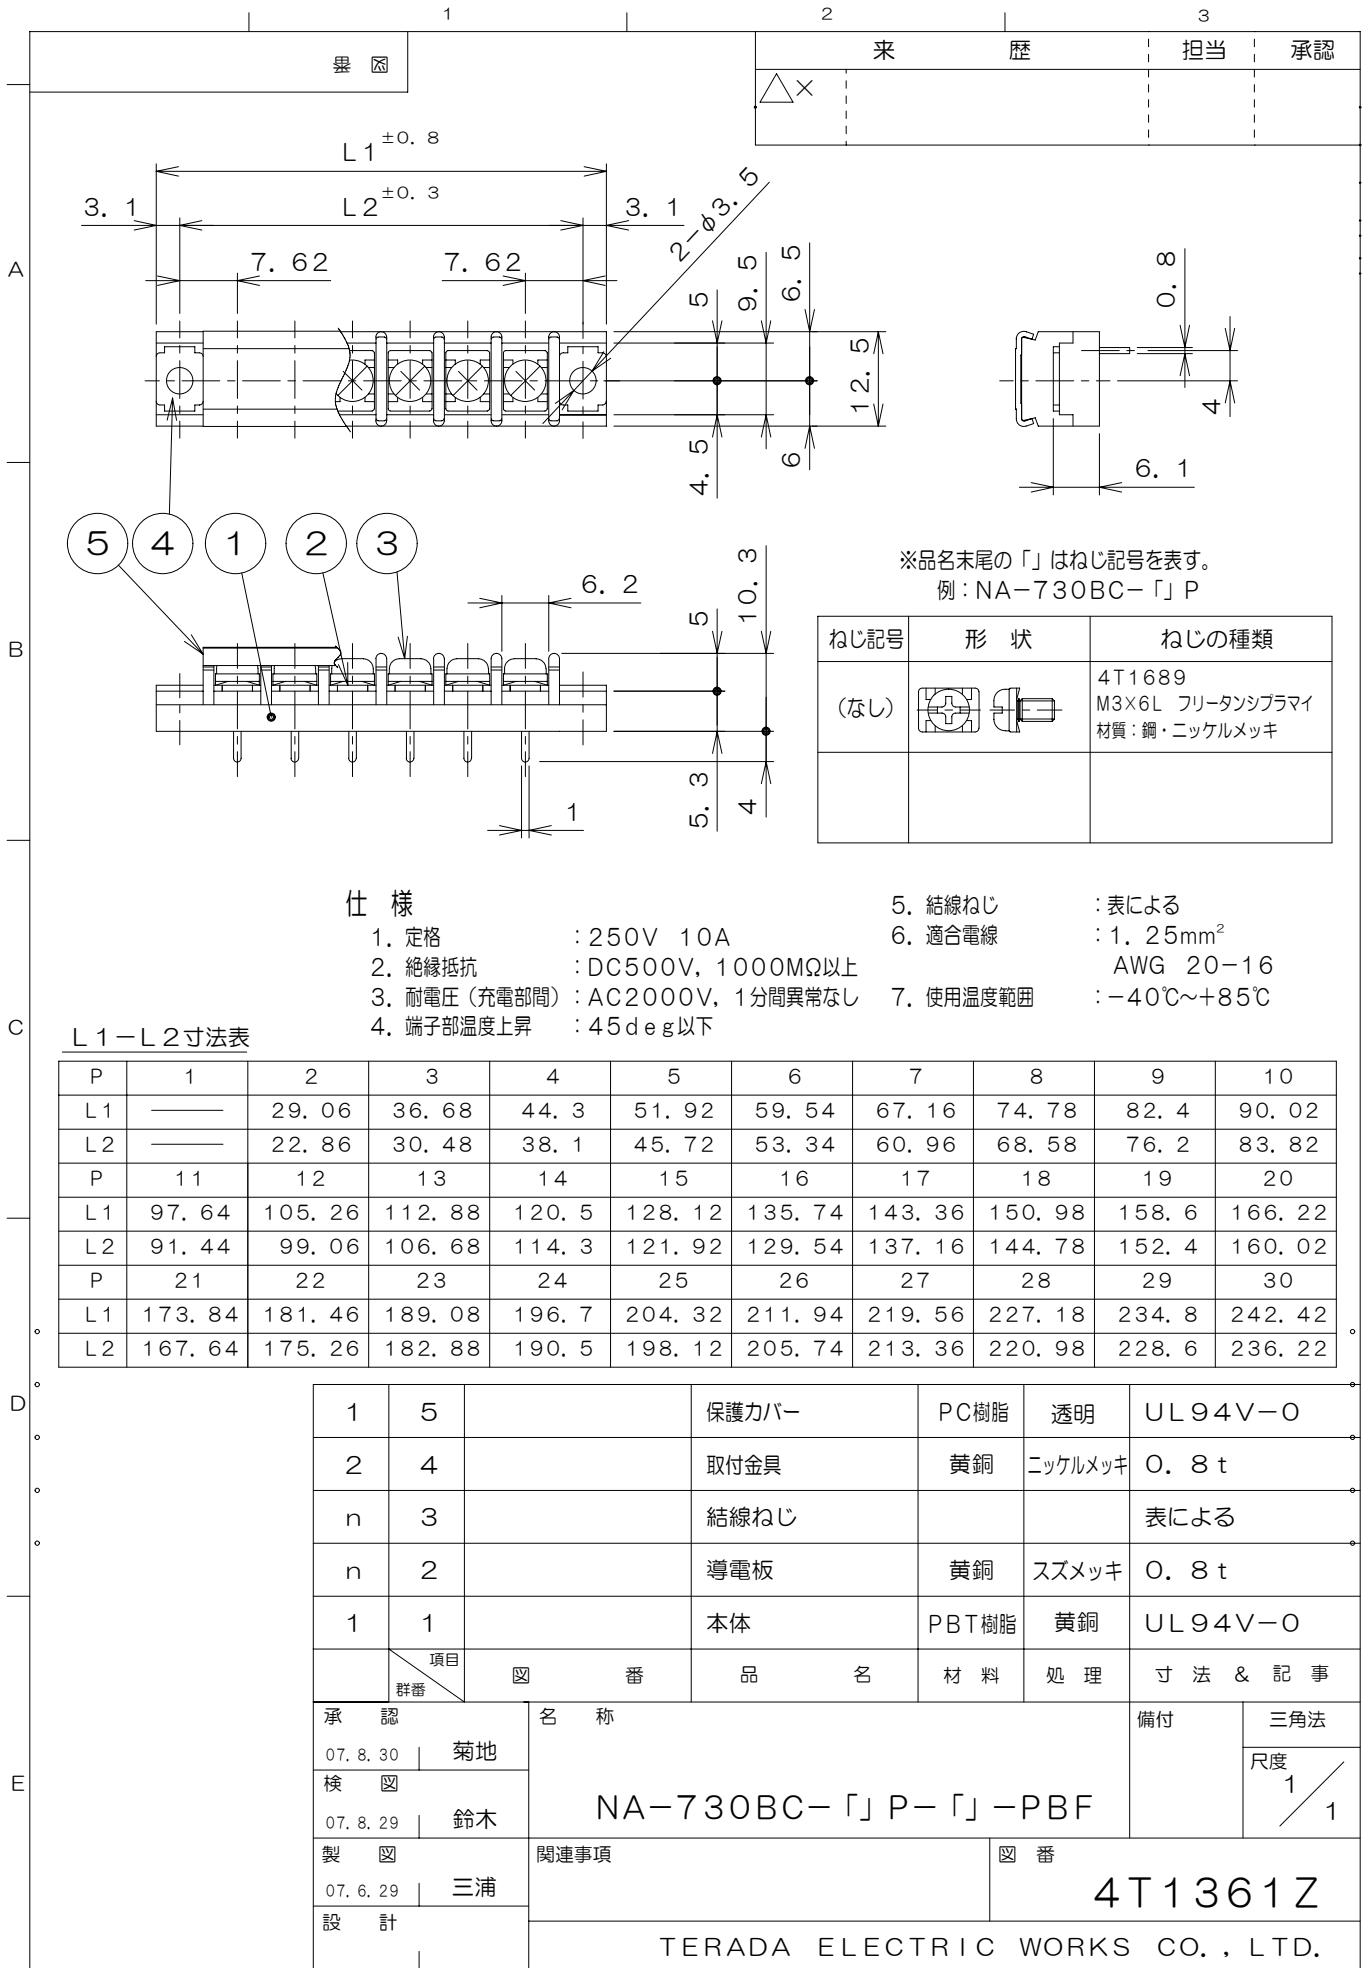 1 2 3
図番
来 歴 担当 承認
△×
A
B
C
D
E
L1±0.8
L2±0.3
3.1
3.1
7.62
7.62
2-φ3.5
5
9.5
6.5
12.5
4.5
6
0.8
4
6.1
5 4 1 2 3
6.2
5
10.3
5.3
4
1
※品名末尾の「」はねじ記号を表す。
例:NA-730BC-「」P
ねじ記号 形状 ねじの種類
(なし) 4T1689
M3×6L フリータンシプラマイ
材質:鋼・ニッケルメッキ
仕様
1. 定格 :250V 10A
2. 絶縁抵抗 :DC500V, 1000MΩ以上
3. 耐電圧(充電部間):AC2000V, 1分間異常なし
4. 端子部温度上昇 :45deg以下
5. 結線ねじ :表による
6. 適合電線 :1.25mm²
AWG 20-16
7. 使用温度範囲 :-40℃~+85℃
L1-L2寸法表
P 1 2 3 4 5 6 7 8 9 10
L1 ── 29.06 36.68 44.3 51.92 59.54 67.16 74.78 82.4 90.02
L2 ── 22.86 30.48 38.1 45.72 53.34 60.96 68.58 76.2 83.82
P 11 12 13 14 15 16 17 18 19 20
L1 97.64 105.26 112.88 120.5 128.12 135.74 143.36 150.98 158.6 166.22
L2 91.44 99.06 106.68 114.3 121.92 129.54 137.16 144.78 152.4 160.02
P 21 22 23 24 25 26 27 28 29 30
L1 173.84 181.46 189.08 196.7 204.32 211.94 219.56 227.18 234.8 242.42
L2 167.64 175.26 182.88 190.5 198.12 205.74 213.36 220.98 228.6 236.22
1 5 保護カバー PC樹脂 透明 UL94V-0
2 4 取付金具 黄銅 ニッケルメッキ 0.8t
n 3 結線ねじ 表による
n 2 導電板 黄銅 スズメッキ 0.8t
1 1 本体 PBT樹脂 黄銅 UL94V-0
項目
群番
図番 品名 材料 処理 寸法&記事
承認
07.8.30 菊地
検図
07.8.29 鈴木
製図
07.6.29 三浦
設計
名称
NA-730BC-「」P-「」-PBF
備付
三角法
尺度
1/1
関連事項
図番
4T1361Z
TERADA ELECTRIC WORKS CO., LTD.